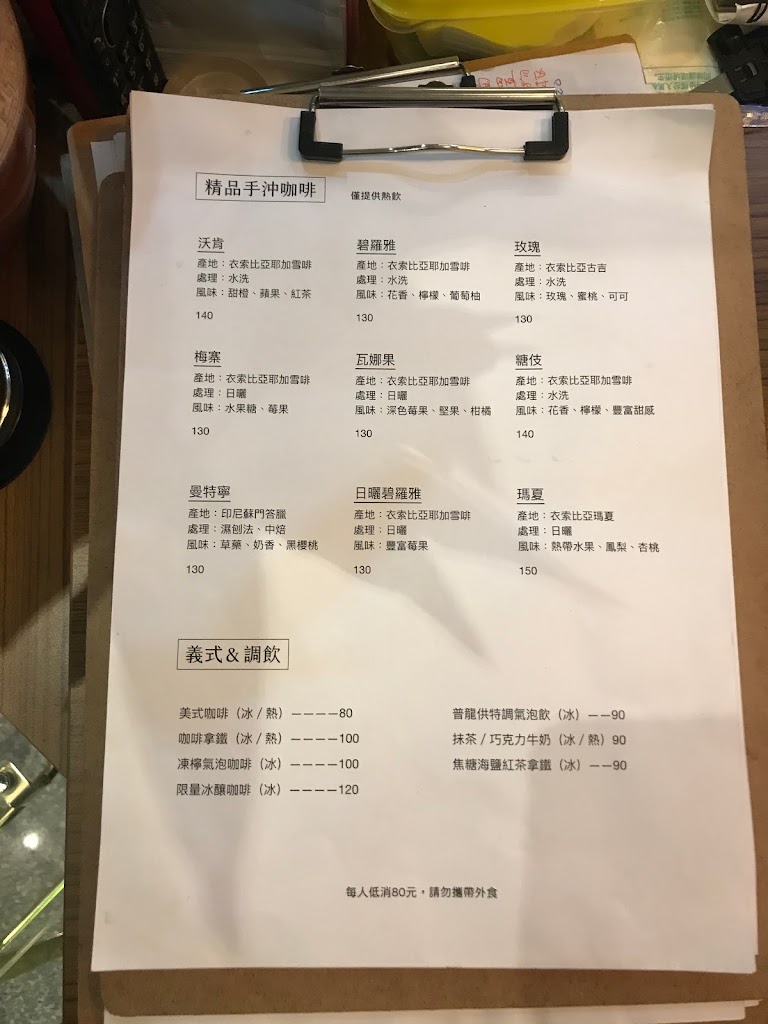 精品手沖咖啡
僅提供熱飲
沃肯
產地：衣索比亞耶加雪啡
處理：水洗
風味：甜橙、蘋果、紅茶
140
碧羅雅
產地：衣索比亞耶加雪啡
處理：水洗
風味：花香、檸檬、葡萄柚
130
玫瑰
產地：衣索比亞古吉
處理：水洗
風味：玫瑰、蜜桃、可可
130
梅寨
產地：衣索比亞耶加雪啡
處理：日曬
風味：水果糖、莓果
130
瓦娜果
產地：衣索比亞耶加雪啡
處理：日曬
風味：深色莓果、堅果、柑橘
130
糖伎
產地：衣索比亞耶加雪啡
處理：水洗
風味：花香、檸檬、豐富甜感
140
曼特寧
產地：印尼蘇門答臘
處理：濕刨法、中焙
風味：草藥、奶香、黑櫻桃
130
日曬碧羅雅
產地：衣索比亞耶加雪啡
處理：日曬
風味：豐富莓果
130
瑪夏
產地：衣索比亞瑪夏
處理：日曬
風味：熱帶水果、鳳梨、杏桃
150
義式＆調飲
美式咖啡（冰 / 熱）－－－－80
咖啡拿鐵（冰 / 熱）－－－－100
凍檸氣泡咖啡（冰）－－－－100
限量冰釀咖啡（冰）－－－－120
普龍供特調氣泡飲（冰）－－90
抹茶 / 巧克力牛奶（冰 / 熱）90
焦糖海鹽紅茶拿鐵（冰）－－90
每人低消80元，請勿攜帶外食